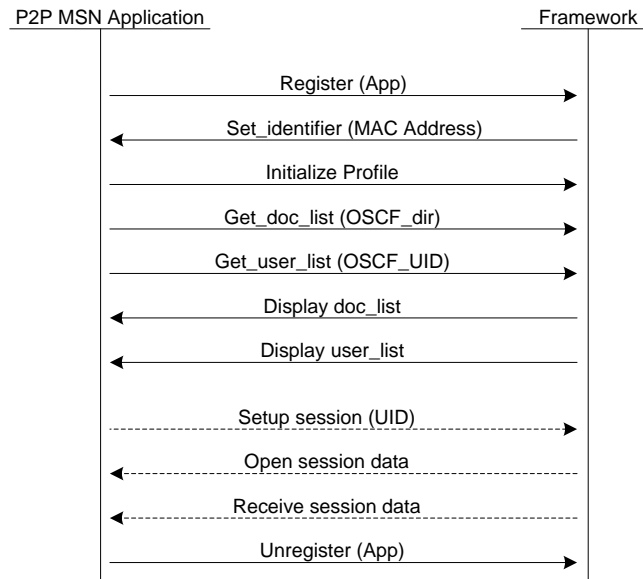 P2P MSN Application
Framework
Register (App)
Set_identifier (MAC Address)
Initialize Profile
Get_doc_list (OSCF_dir)
Get_user_list (OSCF_UID)
Display doc_list
Display user_list
Setup session (UID)
Open session data
Receive session data
Unregister (App)